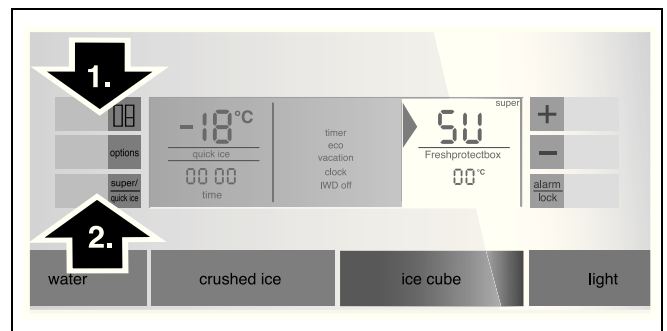 1.
-18°C
quick ice
00 00
time
timer
eco
vacation
clock
IWD off
super
SU
Freshprotectbox
00°C
+
−
alarm
lock
options
super/
quick ice
2.
water
crushed ice
ice cube
light